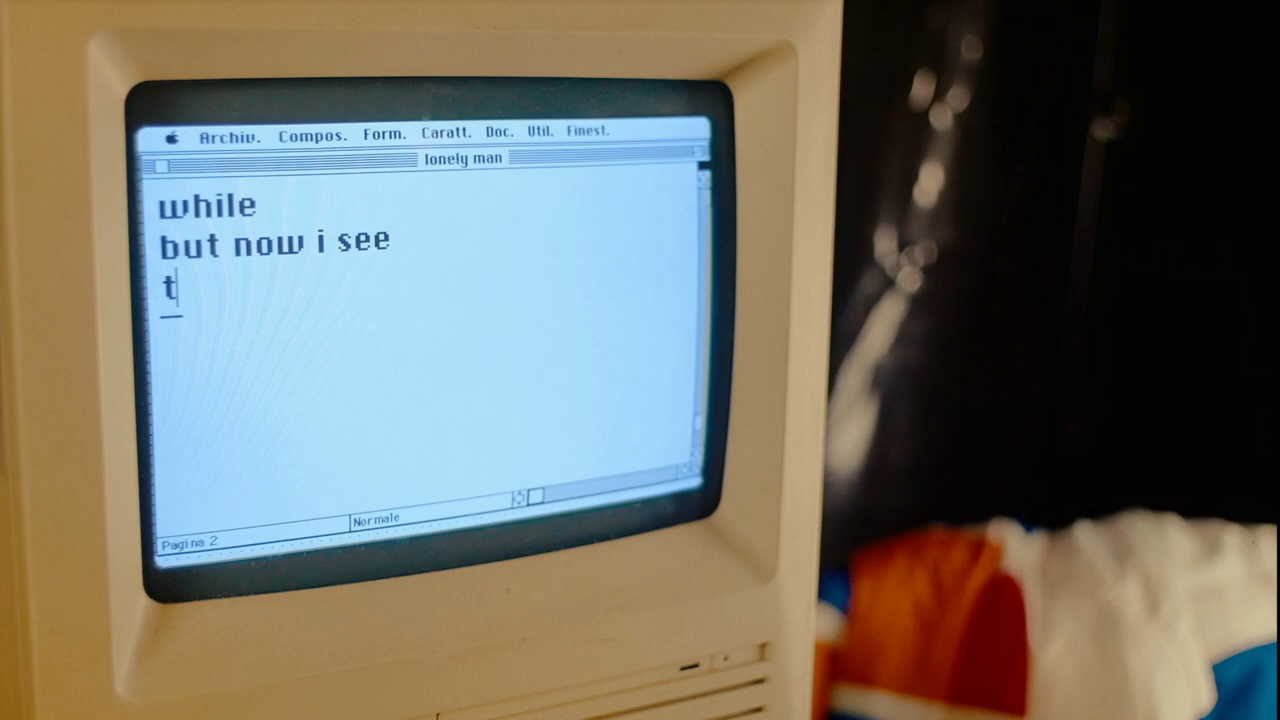 Archiv. Compos. Form. Caratt. Doc. Util. Finest.
lonely man
while
but now i see
t
Pagina 2 Normale